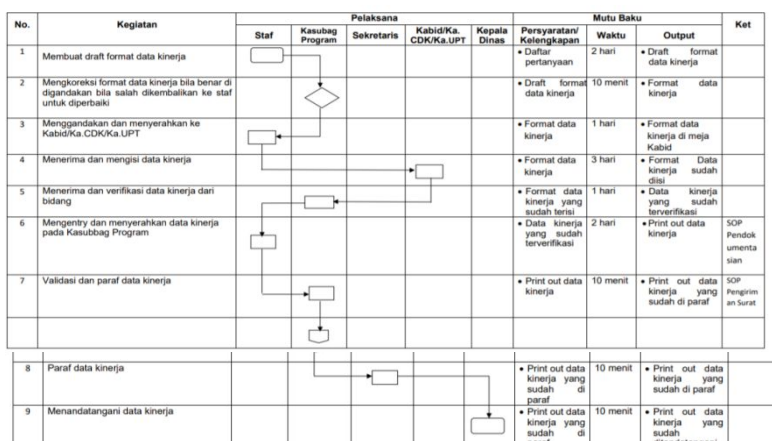 No.
Kegiatan
Pelaksana
Mutu Baku
Ket
Staf
Kasubag
Program
Sekretaris
Kabid/Ka.
CDK/Ka.UPT
Kepala
Dinas
Persyaratan/
Kelengkapan
Waktu
Output
1
Membuat draft format data kinerja
• Daftar
pertanyaan
2 hari
• Draft format
data kinerja
2
Mengkoreksi format data kinerja bila benar di
digandakan bila salah dikembalikan ke staf
untuk diperbaiki
• Draft format
data kinerja
10 menit
• Format data
kinerja
3
Menggandakan dan menyerahkan ke
Kabid/Ka.CDK/Ka.UPT
• Format data
kinerja
1 hari
• Format data
kinerja di meja
Kabid
4
Menerima dan mengisi data kinerja
• Format data
kinerja
3 hari
• Format Data
kinerja sudah
diisi
5
Menerima dan verifikasi data kinerja dari
bidang
• Format data
kinerja yang
sudah terisi
1 hari
• Data kinerja
yang sudah
terverifikasi
6
Mengentry dan menyerahkan data kinerja
pada Kasubbag Program
• Data kinerja
yang sudah
terverifikasi
2 hari
• Print out data
kinerja
SOP
Pendok
umenta
sian
7
Validasi dan paraf data kinerja
• Print out data
kinerja
10 menit
• Print out data
kinerja yang
sudah di paraf
SOP
Pengirim
an Surat
8
Paraf data kinerja
• Print out data
kinerja yang
sudah di
paraf
10 menit
• Print out data
kinerja yang
sudah di paraf
9
Menandatangani data kinerja
• Print out data
kinerja yang
sudah di
10 menit
• Print out data
kinerja yang
sudah